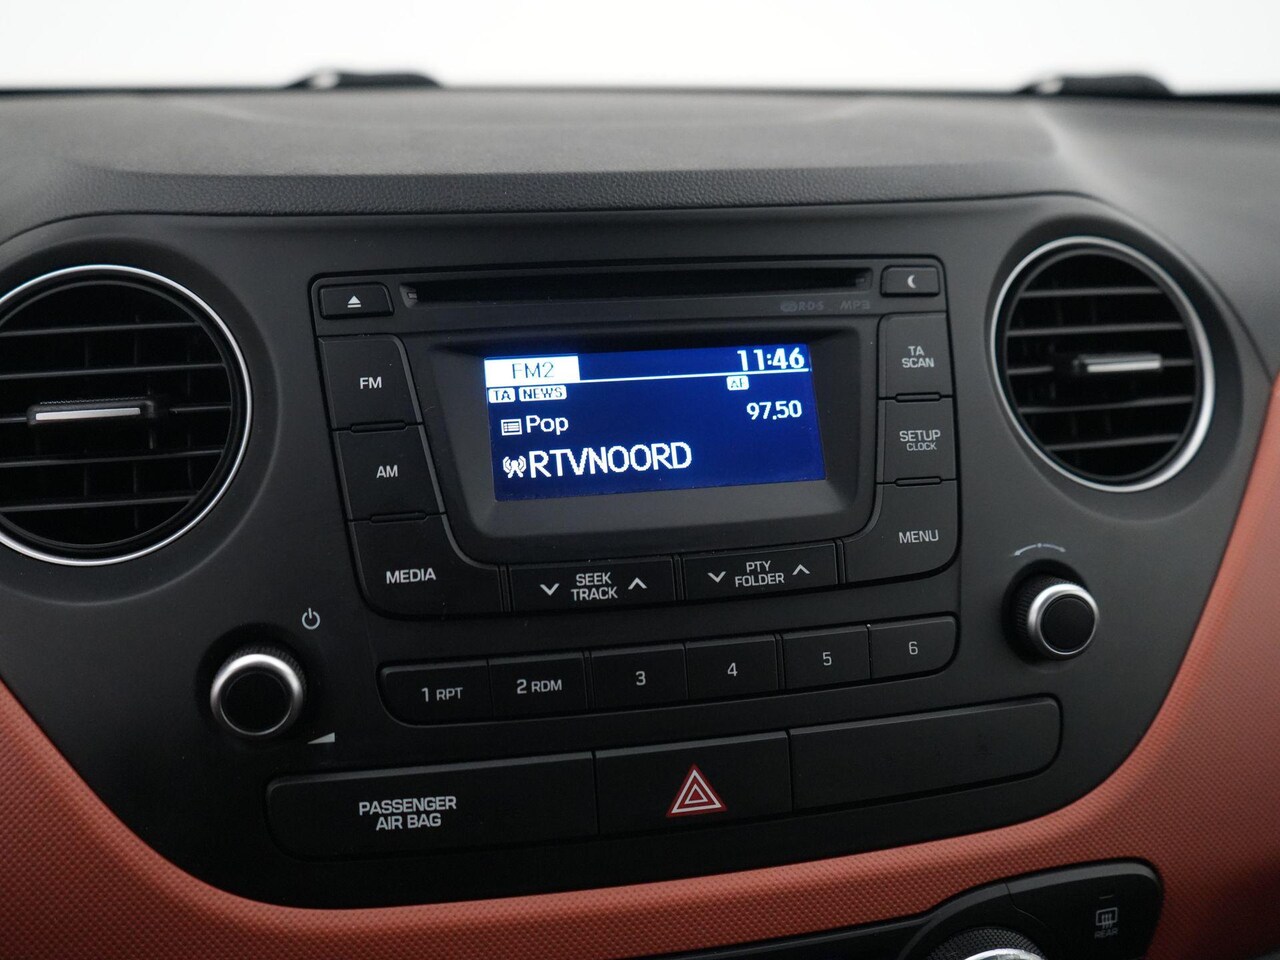 RDS MP3
FM
AM
MEDIA
FM2 11:46
TA NEWS AF
Pop 97.50
RTVNOORD
TA
SCAN
SETUP
CLOCK
MENU
SEEK
TRACK
PTY
FOLDER
1 RPT 2 RDM 3 4 5 6
PASSENGER
AIR BAG
REAR